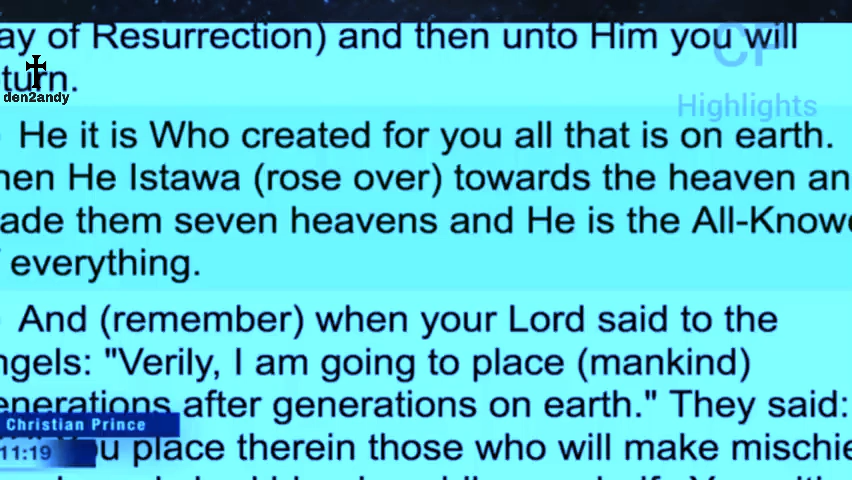 ay of Resurrection) and then unto Him you will
turn.
CP
Highlights
den2andy
He it is Who created for you all that is on earth.
hen He Istawa (rose over) towards the heaven an
ade them seven heavens and He is the All-Knowe
everything.
And (remember) when your Lord said to the
ngels: "Verily, I am going to place (mankind)
enerations after generations on earth." They said:
Christian Prince
u place therein those who will make mischie
11:19